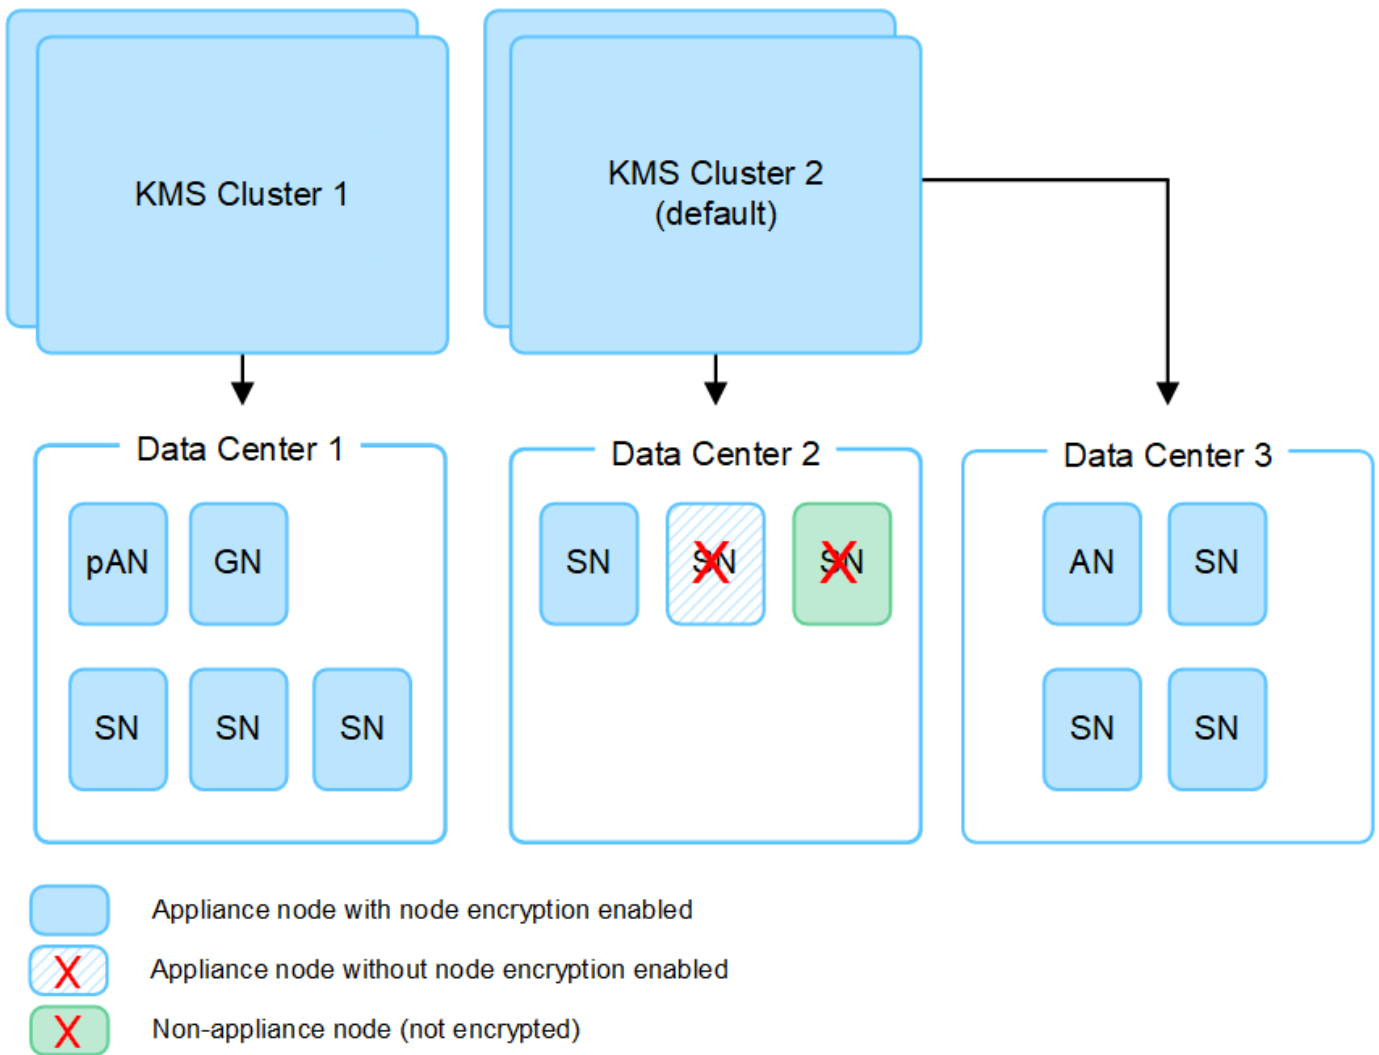 KMS Cluster 1
KMS Cluster 2
(default)
Data Center 1
pAN
GN
SN
SN
SN
Data Center 2
SN
SN
SN
Data Center 3
AN
SN
SN
SN
Appliance node with node encryption enabled
X
Appliance node without node encryption enabled
X
Non-appliance node (not encrypted)